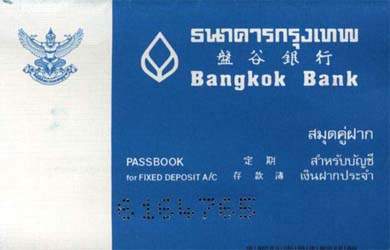 ธนาคารกรุงเทพ
盤谷銀行
Bangkok Bank
สมุดคู่ฝาก
PASSBOOK 定期 สำหรับบัญชี
for FIXED DEPOSIT A/C 存款簿 เงินฝากประจำ
6164765